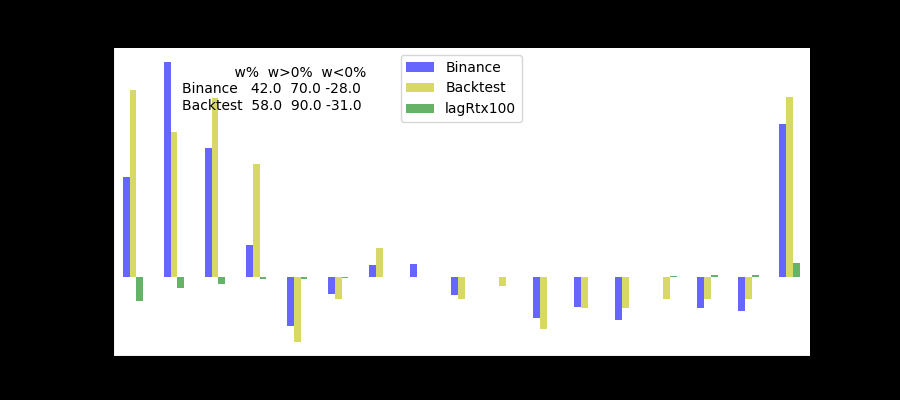 w%  w>0%  w<0%
Binance   42.0  70.0 -28.0
Backtest  58.0  90.0 -31.0
Binance
Backtest
lagRtx100